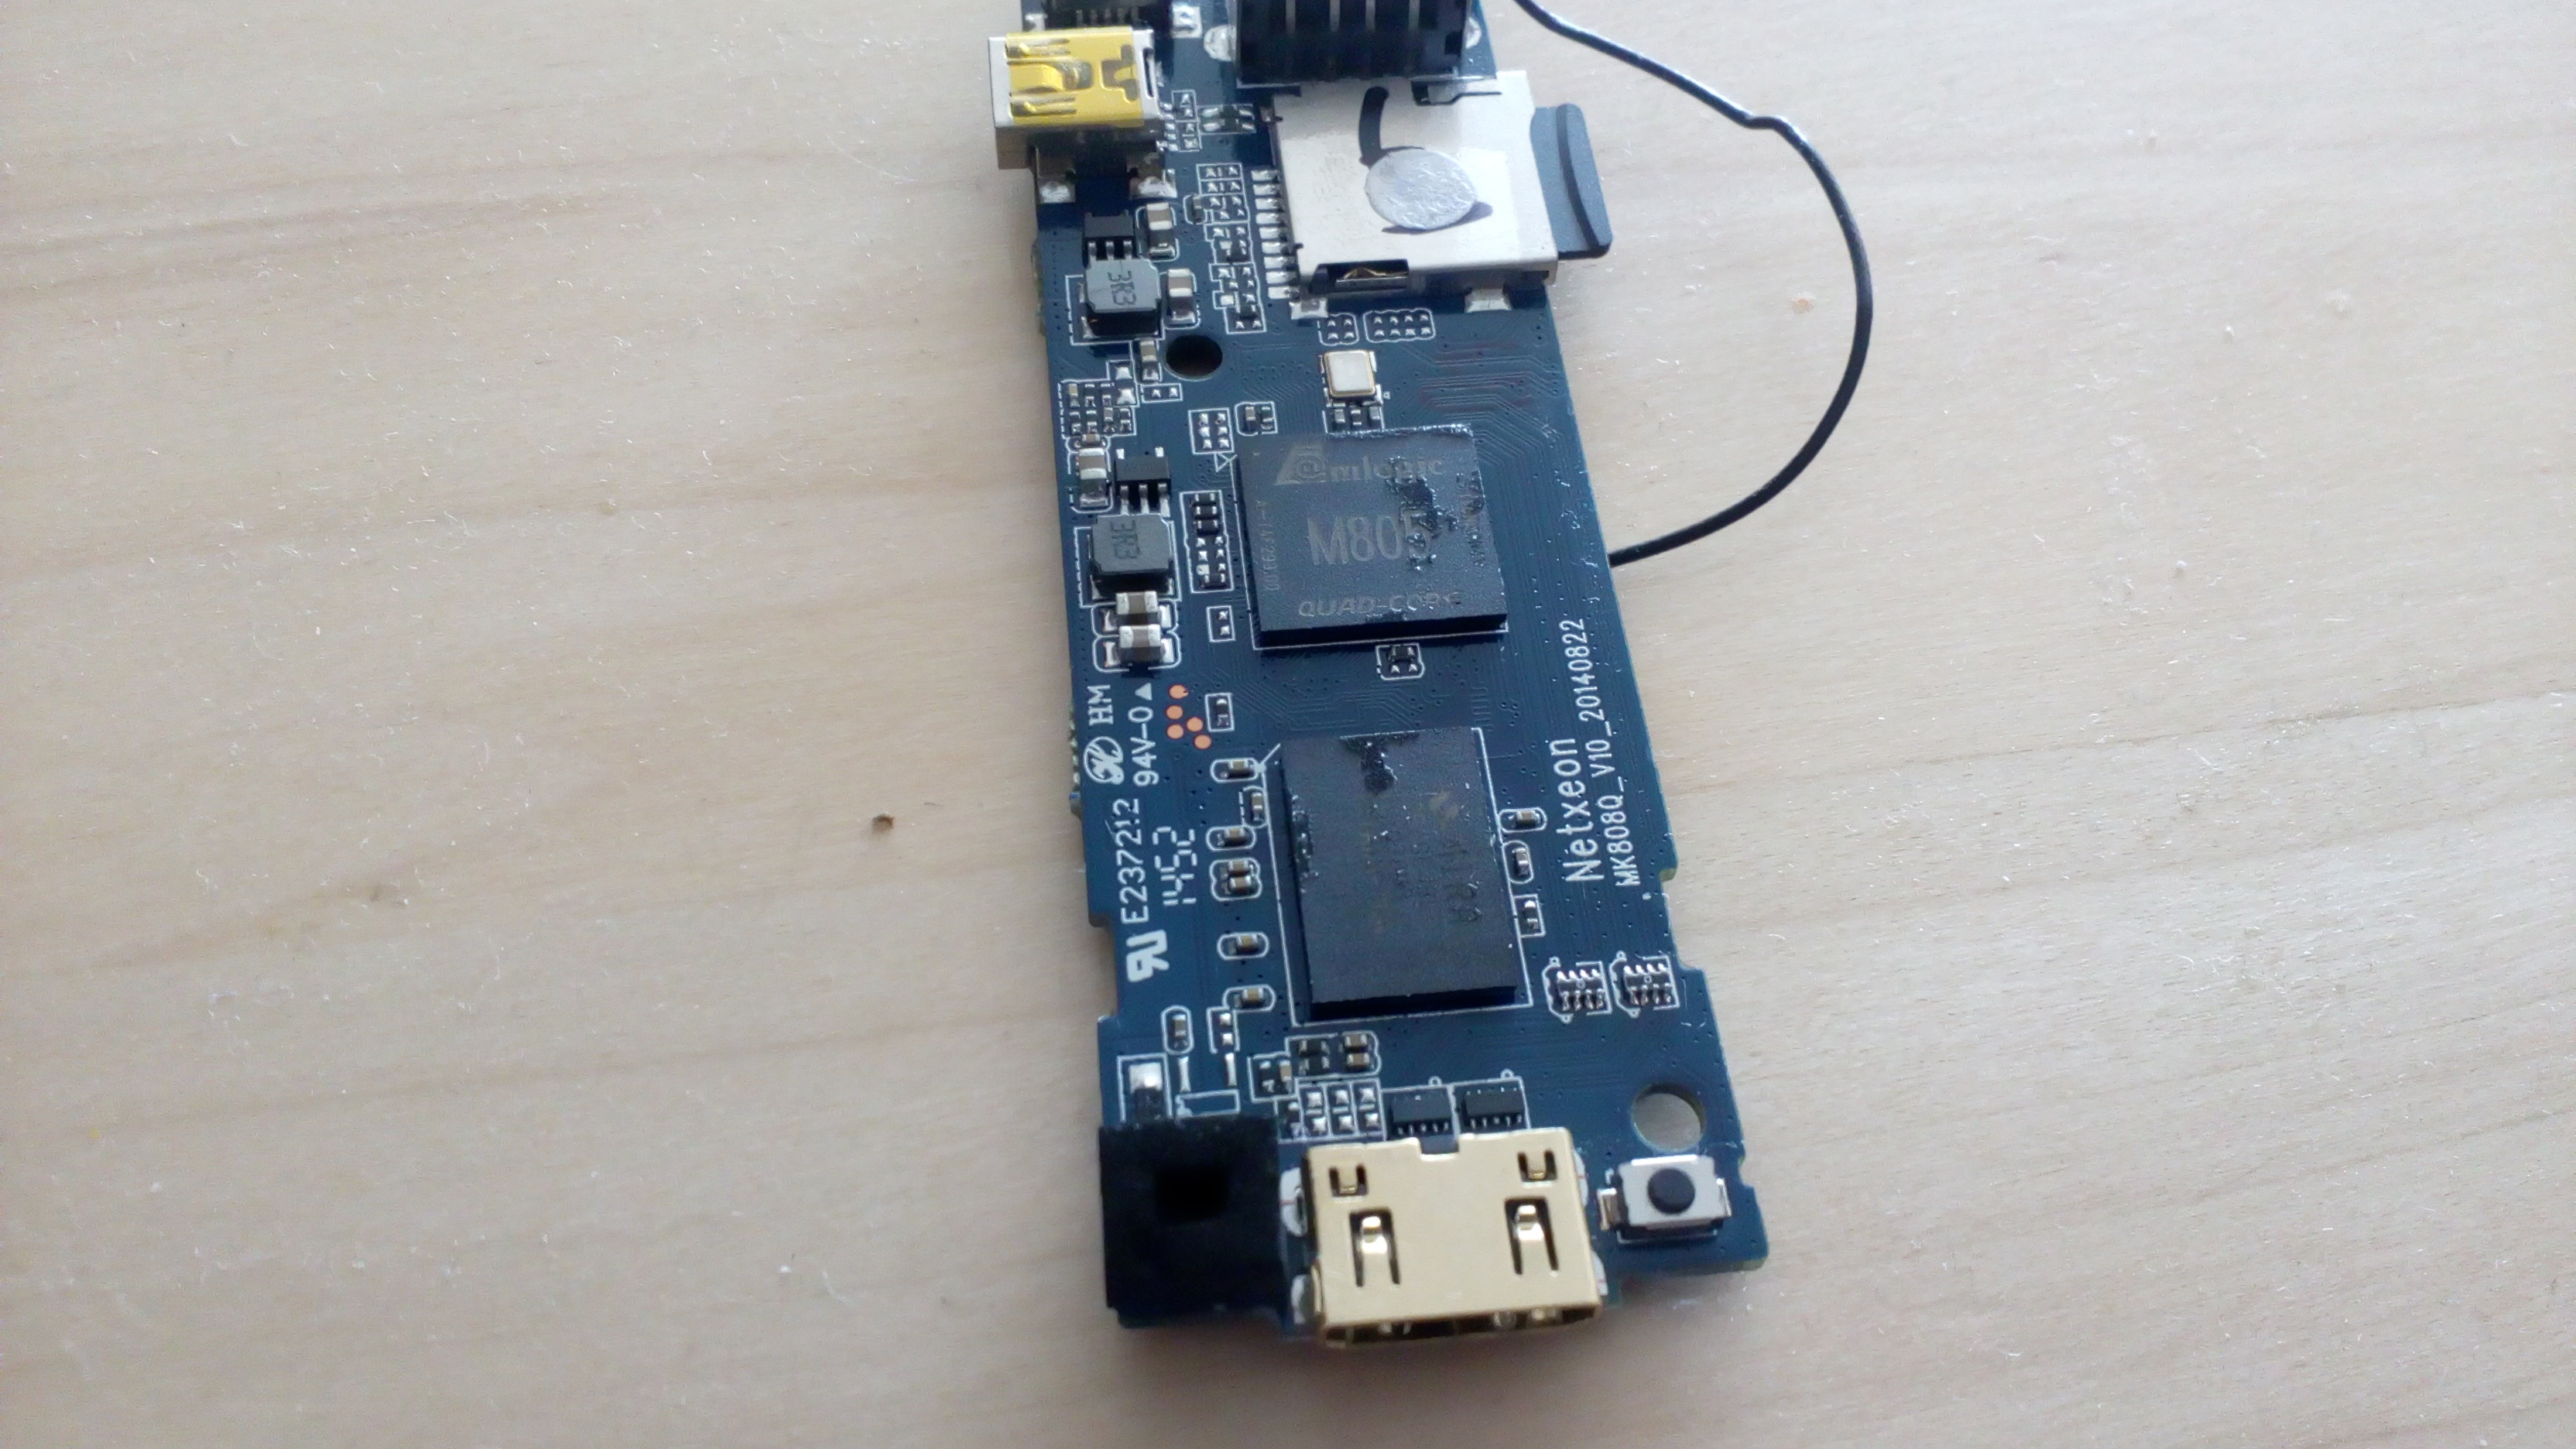 3R3
Amlogic
M805
QUAD-CORE
3R3
HM
94V-0
E237212
1452
Netxeon
MK808Q_V10_20140822